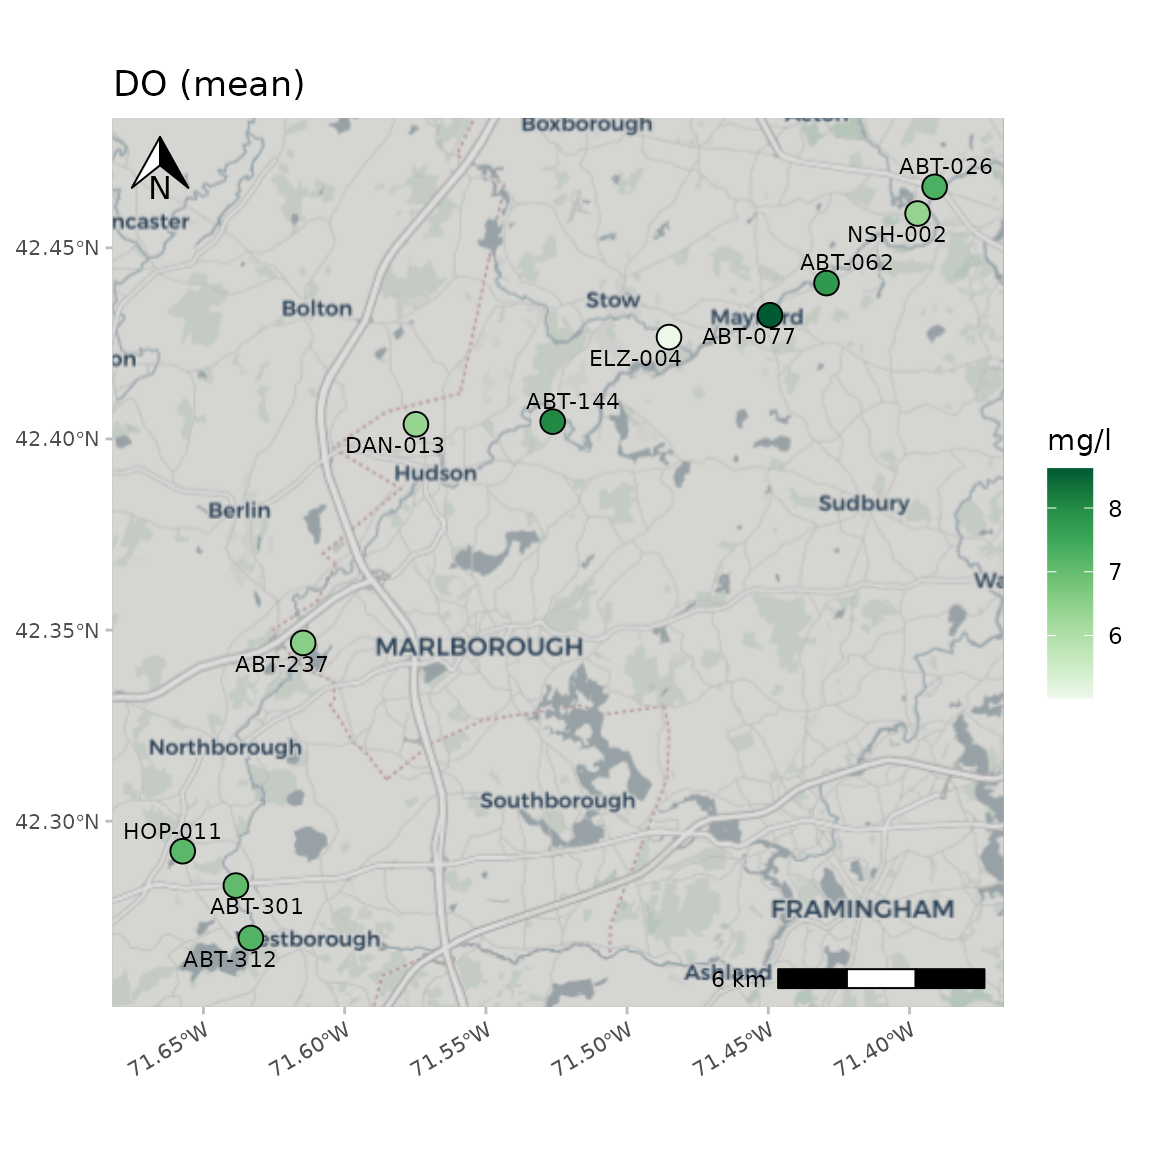 DO (mean)
Boxborough
Acton
ABT-026
N
ncaster
NSH-002
42.45°N
ABT-062
Stow
Bolton
Mayn rd
ABT-077
ELZ-004
on
ABT-144
42.40°N
DAN-013
mg/l
Hudson
Berlin
Sudbury
8
7
Wa
42.35°N
6
MARLBOROUGH
ABT-237
Northborough
Southborough
42.30°N
HOP-011
ABT-301
FRAMINGHAM
estborough
ABT-312
Ashland
6 km
71.65°W
71.60°W
71.55°W
71.50°W
71.45°W
71.40°W